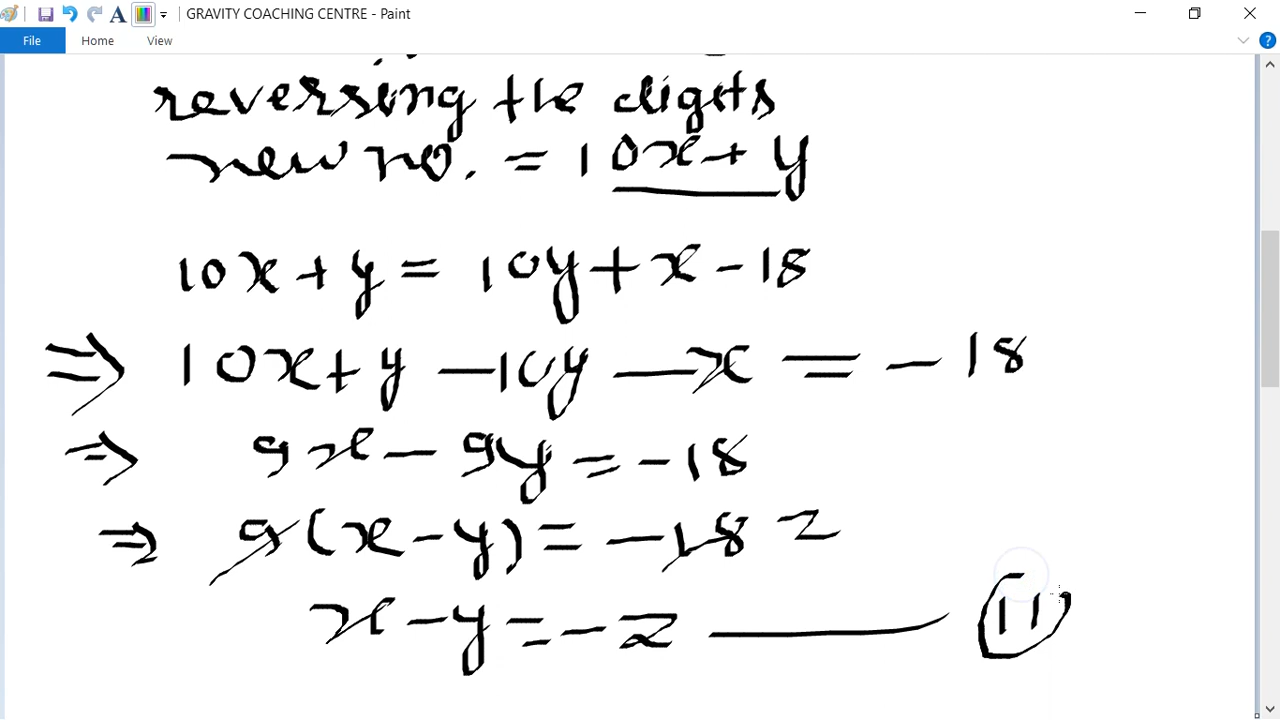 GRAVITY COACHING CENTRE - Paint
File Home View
reversing the digits
new no. = 10x + y
10x + y = 10y + x - 18
⇒ 10x + y - 10y - x = - 18
⇒ 9x - 9y = - 18
⇒ 9(x - y) = - 18 2
x - y = - 2 (II)